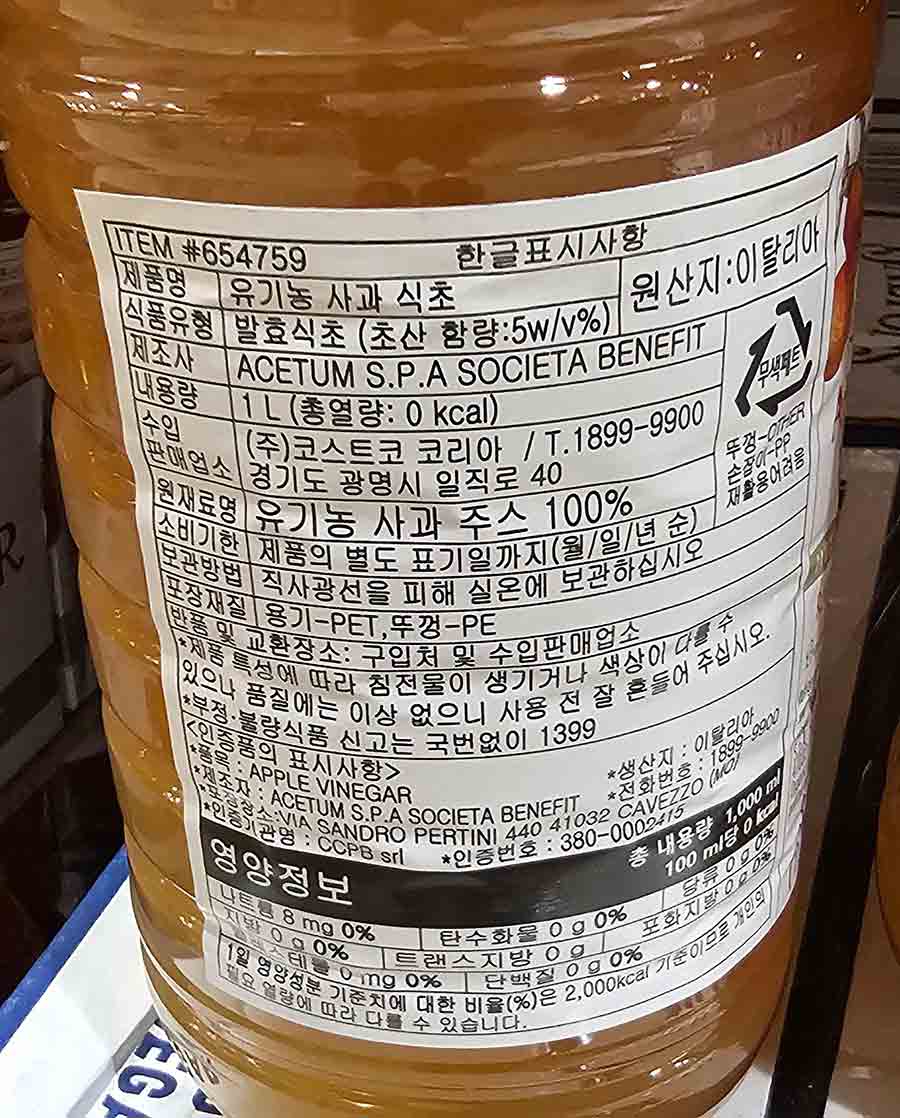 ITEM #654759 한글표시사항
제품명 유기농 사과 식초 원산지:이탈리아
식품유형 발효식초 (초산 함량:5w/v%)
제조사 ACETUM S.P.A SOCIETA BENEFIT
내용량 1 L (총열량: 0 kcal)
수입 판매업소 (주)코스트코 코리아 / T.1899-9900
경기도 광명시 일직로 40
무색페트
뚜껑-OTHER
손잡이-PP
재활용어려움
원재료명 유기농 사과 주스 100%
소비기한 제품의 별도 표기일까지(월/일/년 순)
보관방법 직사광선을 피해 실온에 보관하십시오
포장재질 용기-PET,뚜껑-PE
반품 및 교환장소: 구입처 및 수입판매업소
*제품 특성에 따라 침전물이 생기거나 색상이 다를 수
있으나 품질에는 이상 없으니 사용 전 잘 흔들어 주십시오.
*부정·불량식품 신고는 국번없이 1399
<인증품의 표시사항>
*품목 : APPLE VINEGAR *생산지 : 이탈리아
*제조자 : ACETUM S.P.A SOCIETA BENEFIT *전화번호 : 1899-9900
*포장장소:VIA SANDRO PERTINI 440 41032 CAVEZZO (MO)
*인증기관명 : CCPB srl *인증번호 : 380-0002415
영양정보 총 내용량 1,000 ml
100 ml당 0 kcal
나트륨 8 mg 0% 탄수화물 0 g 0% 당류 0 g 0%
지방 0 g 0% 트랜스지방 0 g 포화지방 0 g 0%
콜레스테롤 0 mg 0% 단백질 0 g 0%
1일 영양성분 기준치에 대한 비율(%)은 2,000kcal 기준이므로 개인의
필요 열량에 따라 다를 수 있습니다.